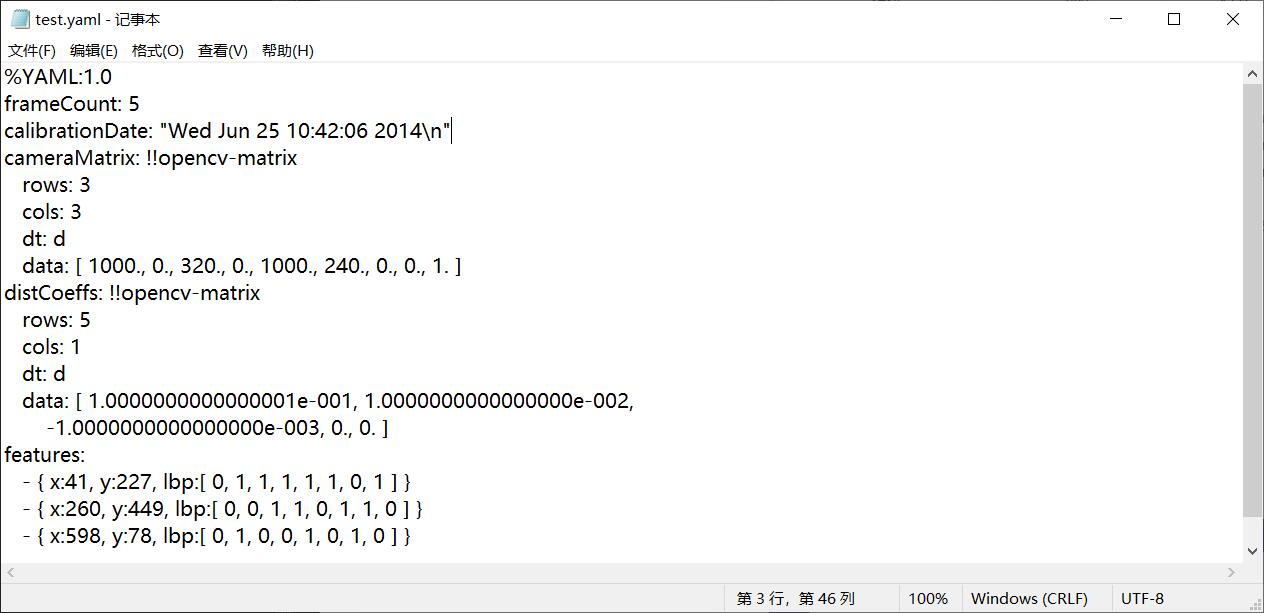 test.yaml - 记事本
文件(F) 编辑(E) 格式(O) 查看(V) 帮助(H)
%YAML:1.0
frameCount: 5
calibrationDate: "Wed Jun 25 10:42:06 2014\n"
cameraMatrix: !!opencv-matrix
   rows: 3
   cols: 3
   dt: d
   data: [ 1000., 0., 320., 0., 1000., 240., 0., 0., 1. ]
distCoeffs: !!opencv-matrix
   rows: 5
   cols: 1
   dt: d
   data: [ 1.0000000000000001e-001, 1.0000000000000000e-002,
       -1.0000000000000000e-003, 0., 0. ]
features:
   - { x:41, y:227, lbp:[ 0, 1, 1, 1, 1, 1, 0, 1 ] }
   - { x:260, y:449, lbp:[ 0, 0, 1, 1, 0, 1, 1, 0 ] }
   - { x:598, y:78, lbp:[ 0, 1, 0, 0, 1, 0, 1, 0 ] }
第 3 行，第 46 列 100% Windows (CRLF) UTF-8